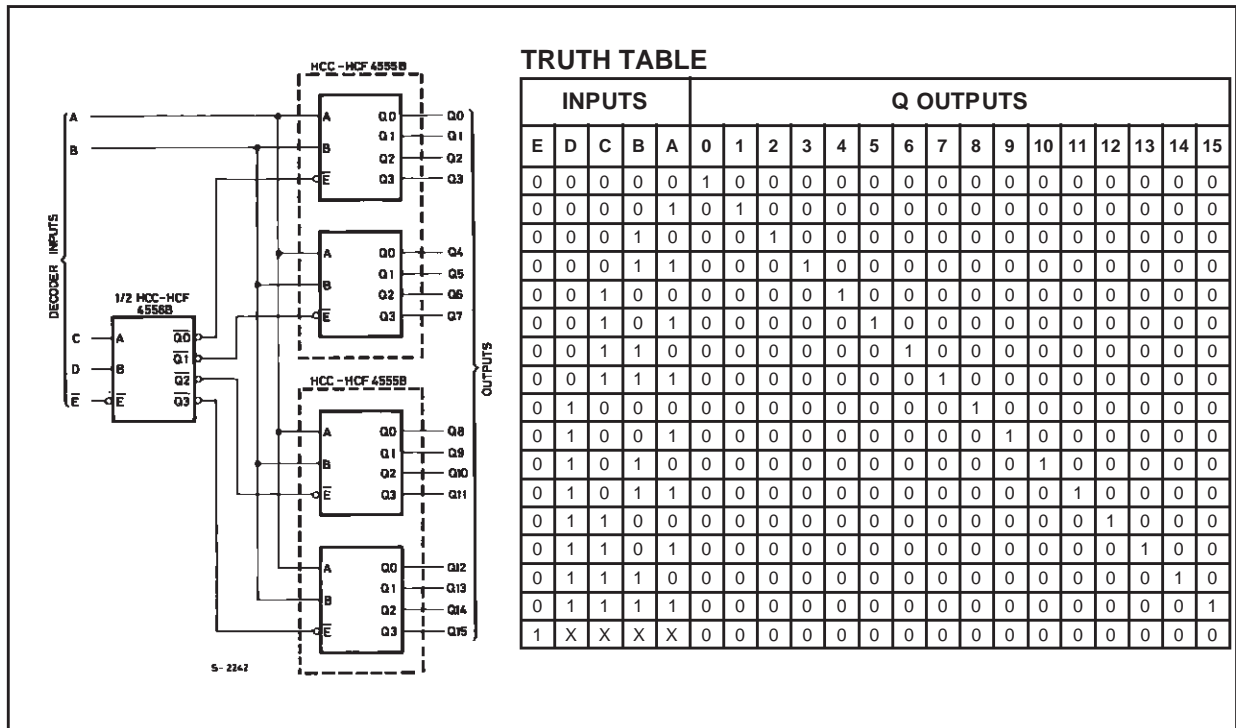 HCC-HCF 4555B
A
B
A
B
E
Q0
Q1
Q2
Q3
Q0
Q1
Q2
Q3
A
B
E
Q0
Q1
Q2
Q3
Q4
Q5
Q6
Q7
DECODER INPUTS
1/2 HCC-HCF
4556B
C
D
E
A
B
E
Q0
Q1
Q2
Q3
OUTPUTS
HCC-HCF 4555B
A
B
E
Q0
Q1
Q2
Q3
Q8
Q9
Q10
Q11
A
B
E
Q0
Q1
Q2
Q3
Q12
Q13
Q14
Q15
S-2242
TRUTH TABLE
INPUTS Q OUTPUTS
E D C B A 0 1 2 3 4 5 6 7 8 9 10 11 12 13 14 15
0 0 0 0 0 1 0 0 0 0 0 0 0 0 0 0 0 0 0 0 0
0 0 0 0 1 0 1 0 0 0 0 0 0 0 0 0 0 0 0 0 0
0 0 0 1 0 0 0 1 0 0 0 0 0 0 0 0 0 0 0 0 0
0 0 0 1 1 0 0 0 1 0 0 0 0 0 0 0 0 0 0 0 0
0 0 1 0 0 0 0 0 0 1 0 0 0 0 0 0 0 0 0 0 0
0 0 1 0 1 0 0 0 0 0 1 0 0 0 0 0 0 0 0 0 0
0 0 1 1 0 0 0 0 0 0 0 1 0 0 0 0 0 0 0 0 0
0 0 1 1 1 0 0 0 0 0 0 0 1 0 0 0 0 0 0 0 0
0 1 0 0 0 0 0 0 0 0 0 0 0 1 0 0 0 0 0 0 0
0 1 0 0 1 0 0 0 0 0 0 0 0 0 1 0 0 0 0 0 0
0 1 0 1 0 0 0 0 0 0 0 0 0 0 0 1 0 0 0 0 0
0 1 0 1 1 0 0 0 0 0 0 0 0 0 0 0 1 0 0 0 0
0 1 1 0 0 0 0 0 0 0 0 0 0 0 0 0 0 1 0 0 0
0 1 1 0 1 0 0 0 0 0 0 0 0 0 0 0 0 0 1 0 0
0 1 1 1 0 0 0 0 0 0 0 0 0 0 0 0 0 0 0 1 0
0 1 1 1 1 0 0 0 0 0 0 0 0 0 0 0 0 0 0 0 1
1 X X X X 0 0 0 0 0 0 0 0 0 0 0 0 0 0 0 0